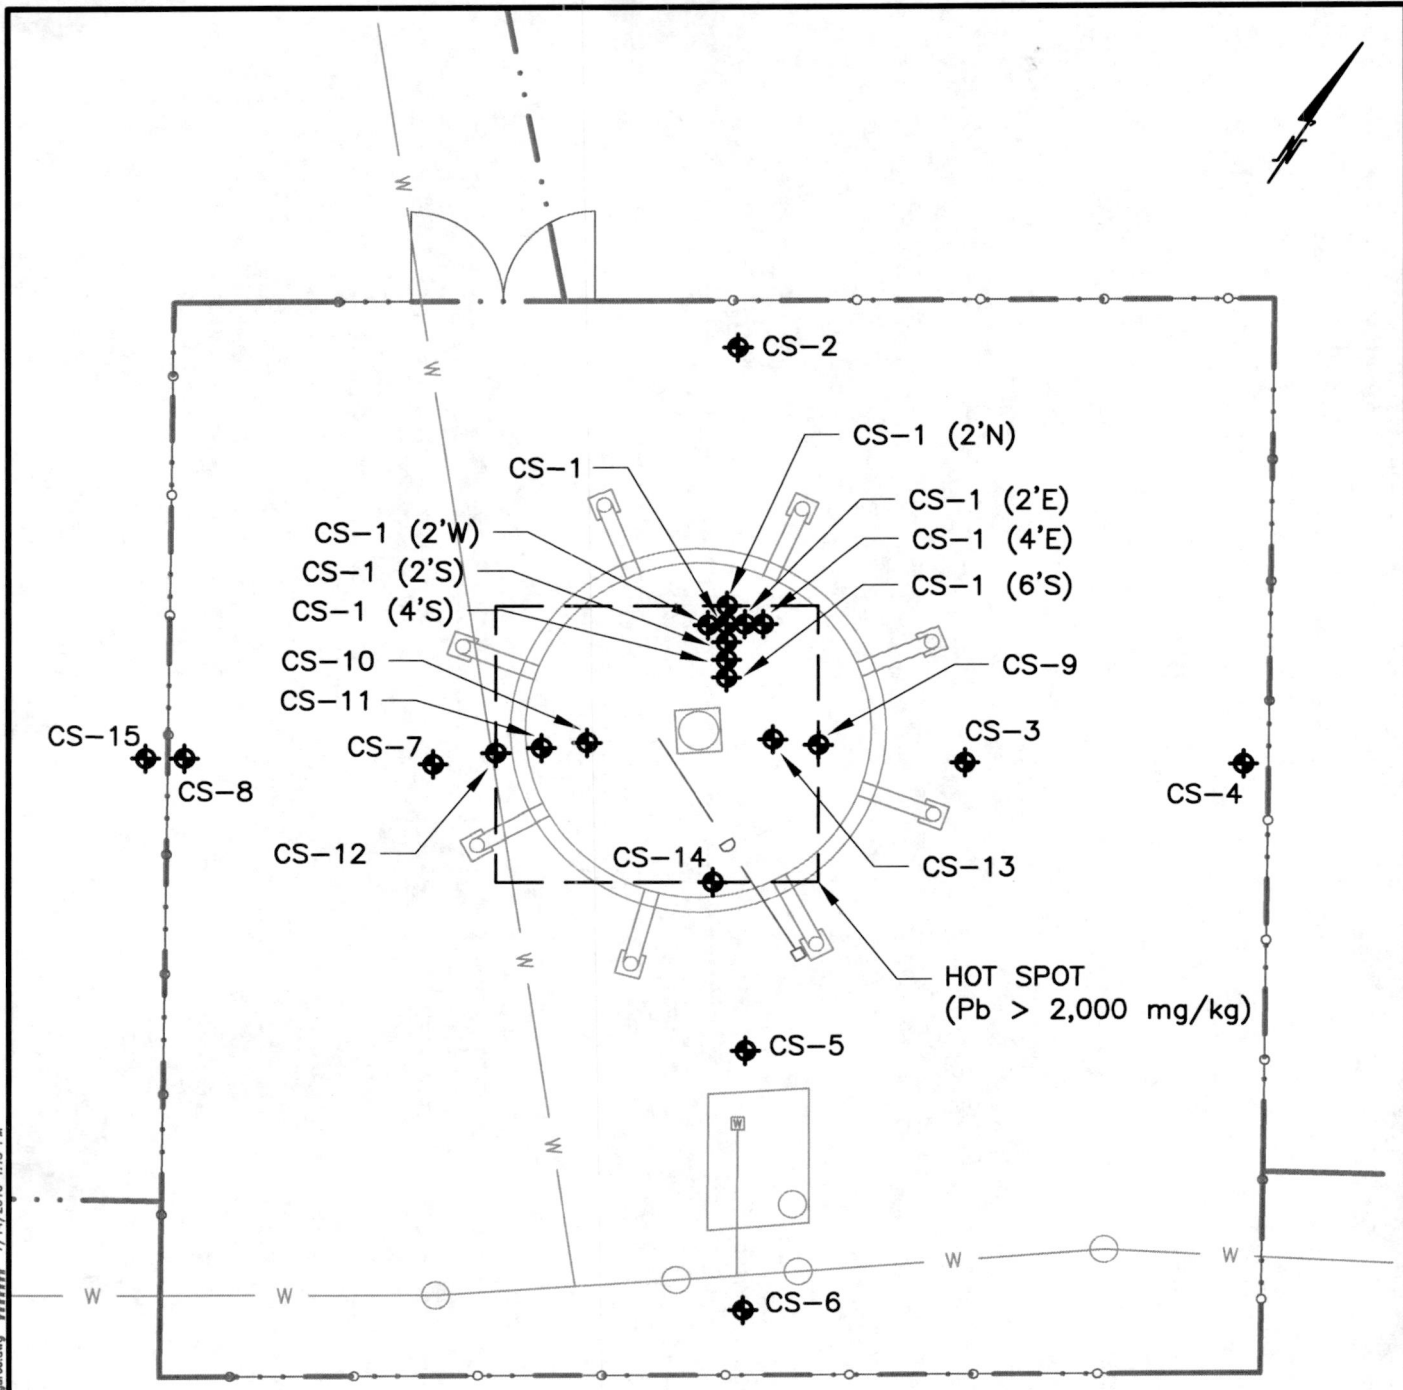 N
W
CS-2
W
CS-1 (2'N)
CS-1
CS-1 (2'E)
CS-1 (2'W)
CS-1 (4'E)
CS-1 (2'S)
CS-1 (6'S)
CS-1 (4'S)
CS-10
CS-9
CS-11
CS-15
CS-7
CS-3
CS-8
CS-4
CS-12
CS-14
CS-13
W
HOT SPOT
(Pb > 2,000 mg/kg)
CS-5
W
W
W
W
W
W
CS-6